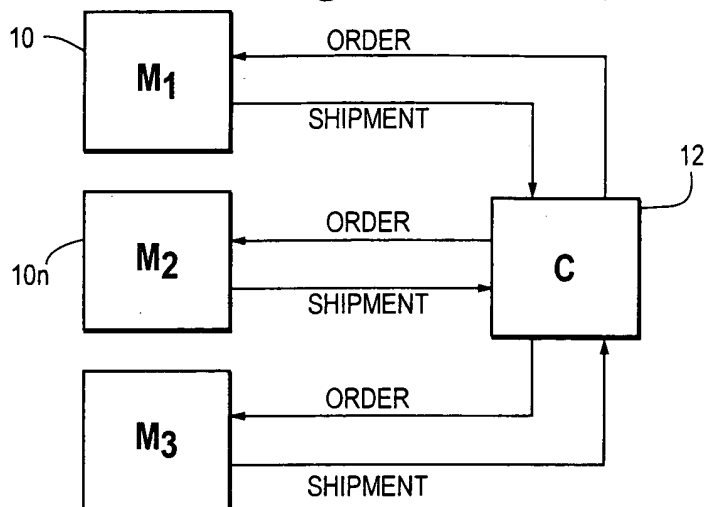 10
M1
ORDER
SHIPMENT
12
10n
M2
ORDER
SHIPMENT
C
M3
ORDER
SHIPMENT